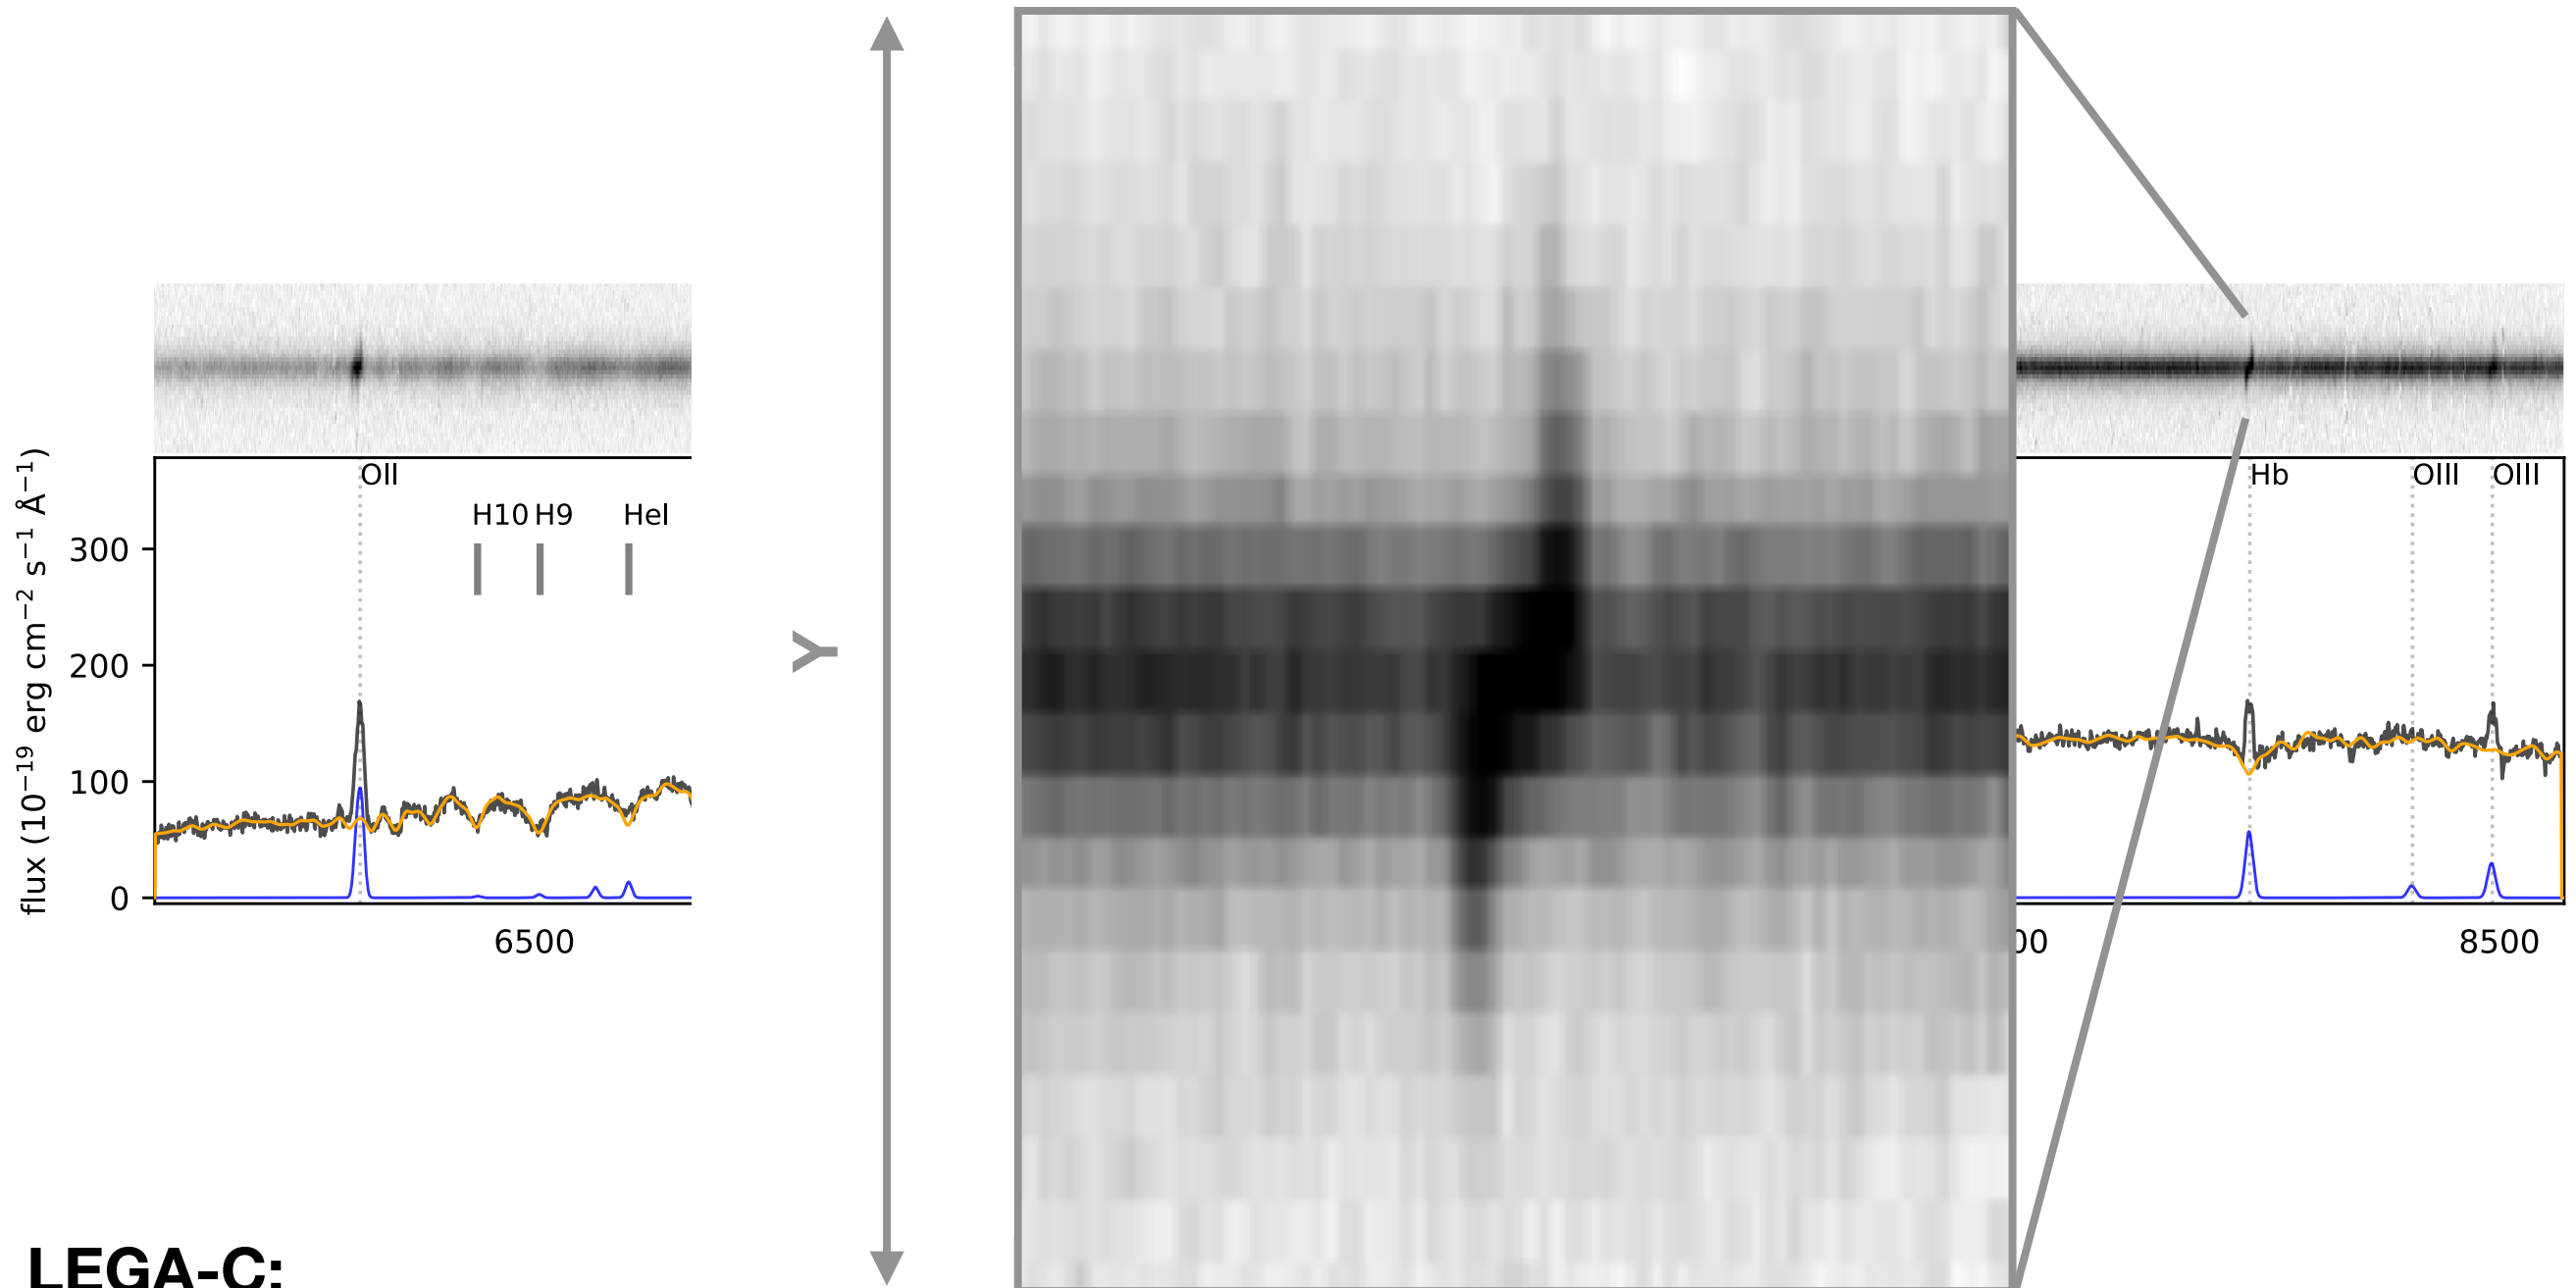 OII
H10 H9 HeI
Hb OIII OIII
flux (10⁻¹⁹ erg cm⁻² s⁻¹ Å⁻¹)
300
200
100
0
Y
6500
00
8500
LEGA-C: